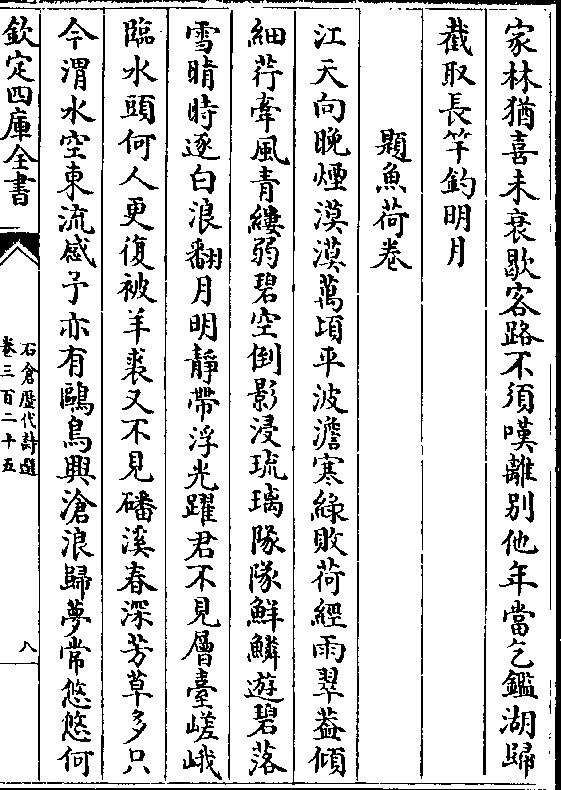 家林猶喜未衰歇客路不須嘆離別他年當乞鑑湖歸
截取長竿釣明月
題魚荷卷
江天向晚煙漠漠萬頃平波澹寒綠敗荷經雨翠葢傾
細荇牽風青縷弱碧空倒影浸琉璃隊隊鮮鱗遊碧落
雪晴時逐白浪翻月明靜帶浮光躍君不見層臺嵯峨
臨水頭何人更復被羊裘又不見磻溪春深芳草多只
今渭水空東流感予亦有鷗鳥興滄浪歸夢常悠悠何
欽定四庫全書
石倉歷代詩選
卷三百二十五
八